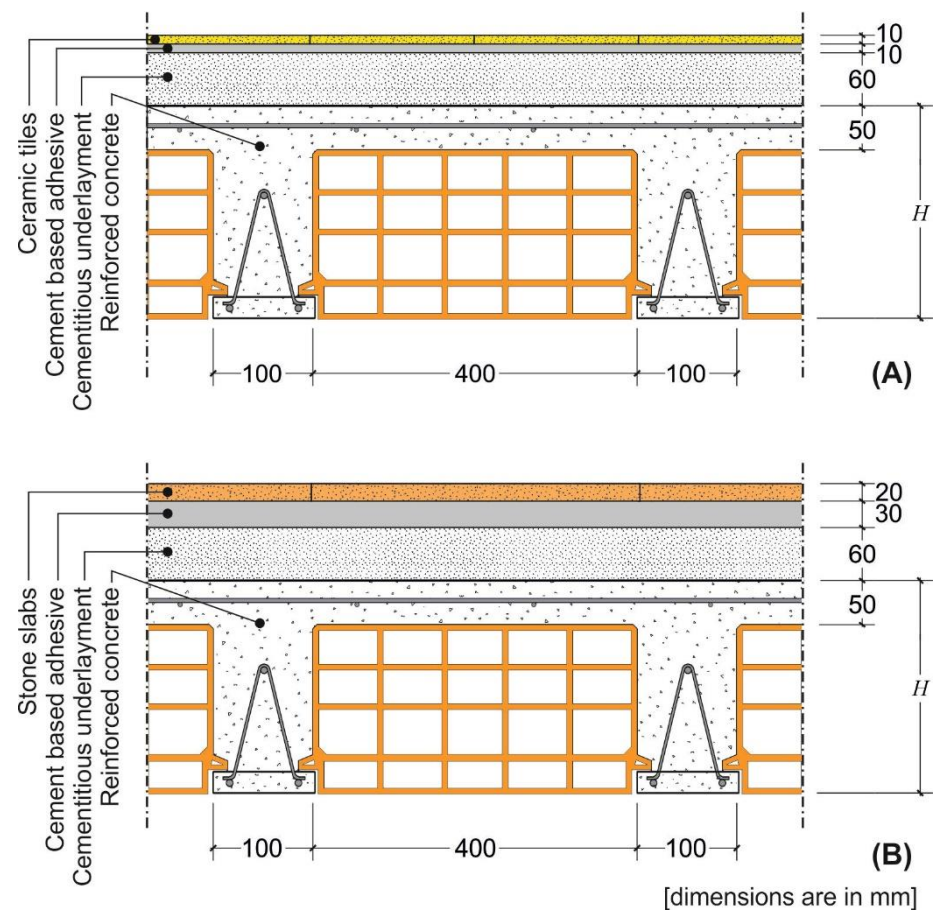 Ceramic tiles
Cement based adhesive
Cementitious underlayment
Reinforced concrete
10
10
60
50
H
100
400
100
(A)
Stone slabs
Cement based adhesive
Cementitious underlayment
Reinforced concrete
20
30
60
50
H
100
400
100
(B)
[dimensions are in mm]